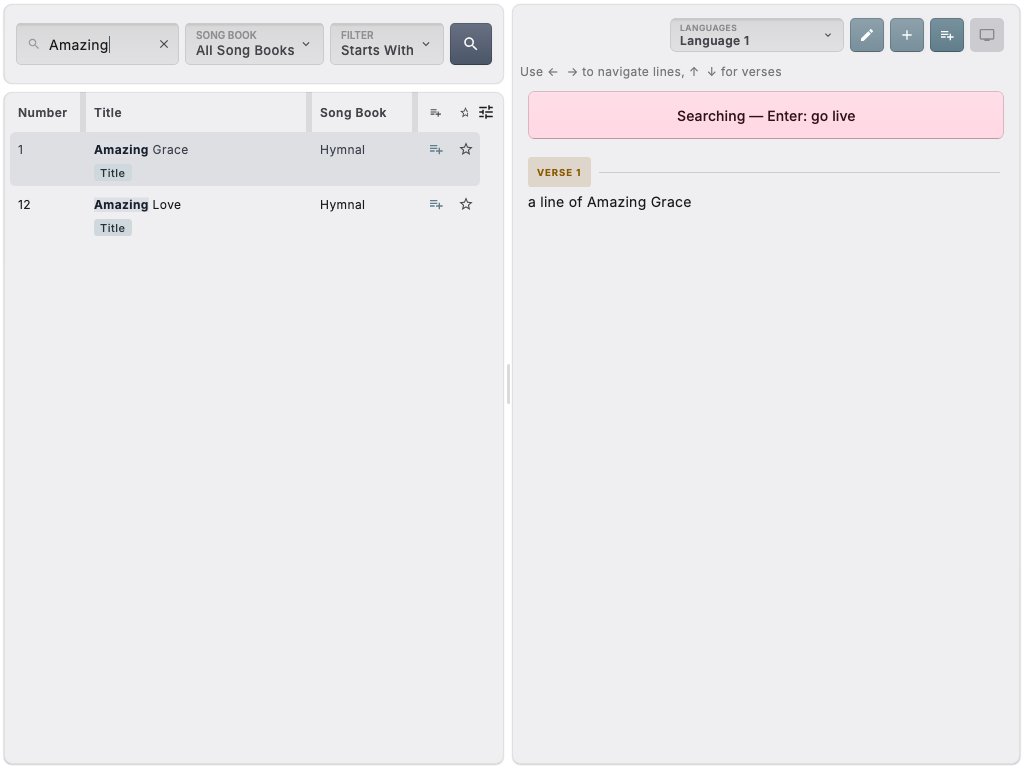 Amazing
SONG BOOK
All Song Books
FILTER
Starts With
Number Title Song Book
1 Amazing Grace Hymnal
Title
12 Amazing Love Hymnal
Title
LANGUAGES
Language 1
Use ← → to navigate lines, ↑ ↓ for verses
Searching — Enter: go live
VERSE 1
a line of Amazing Grace